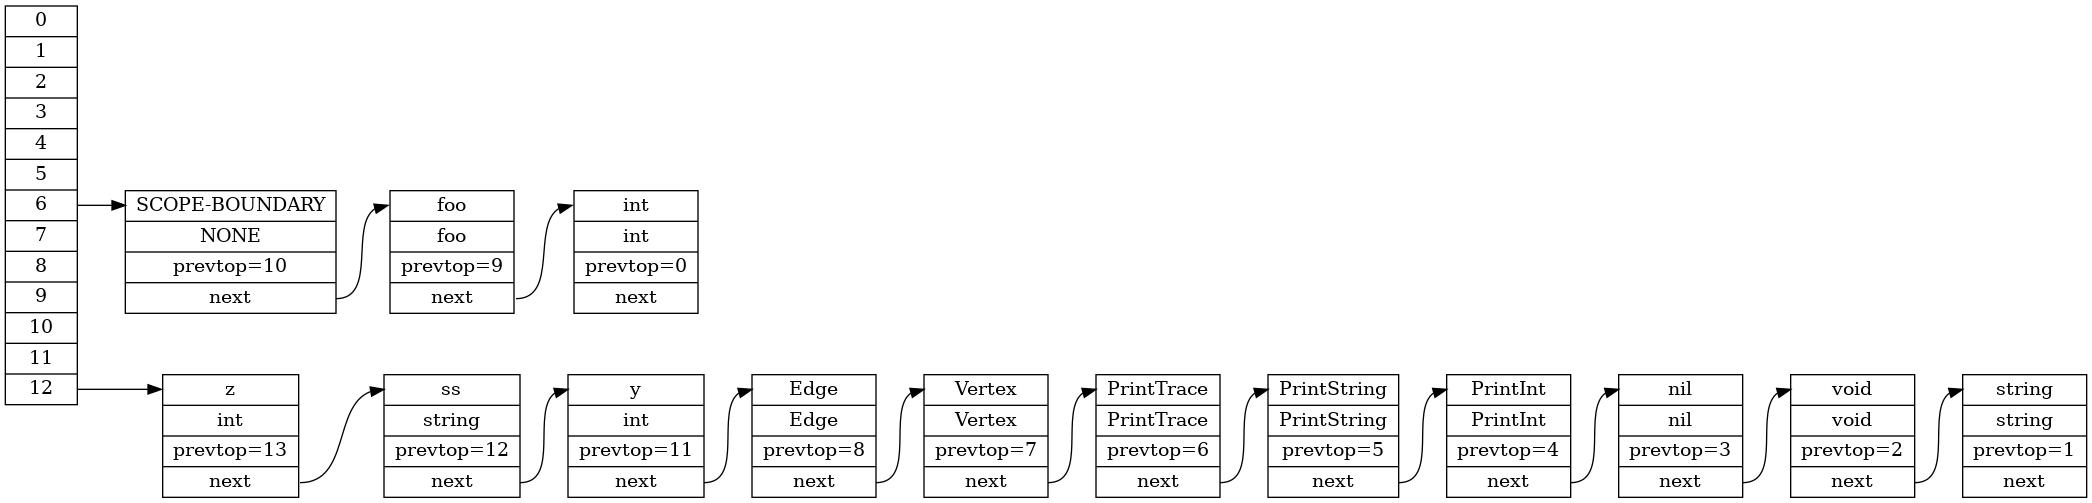 0
1
2
3
4
5
6
7
8
9
10
11
12
SCOPE-BOUNDARY
NONE
prevtop=10
next
foo
foo
prevtop=9
next
int
int
prevtop=0
next
z
int
prevtop=13
next
ss
string
prevtop=12
next
y
int
prevtop=11
next
Edge
Edge
prevtop=8
next
Vertex
Vertex
prevtop=7
next
PrintTrace
PrintTrace
prevtop=6
next
PrintString
PrintString
prevtop=5
next
PrintInt
PrintInt
prevtop=4
next
nil
nil
prevtop=3
next
void
void
prevtop=2
next
string
string
prevtop=1
next